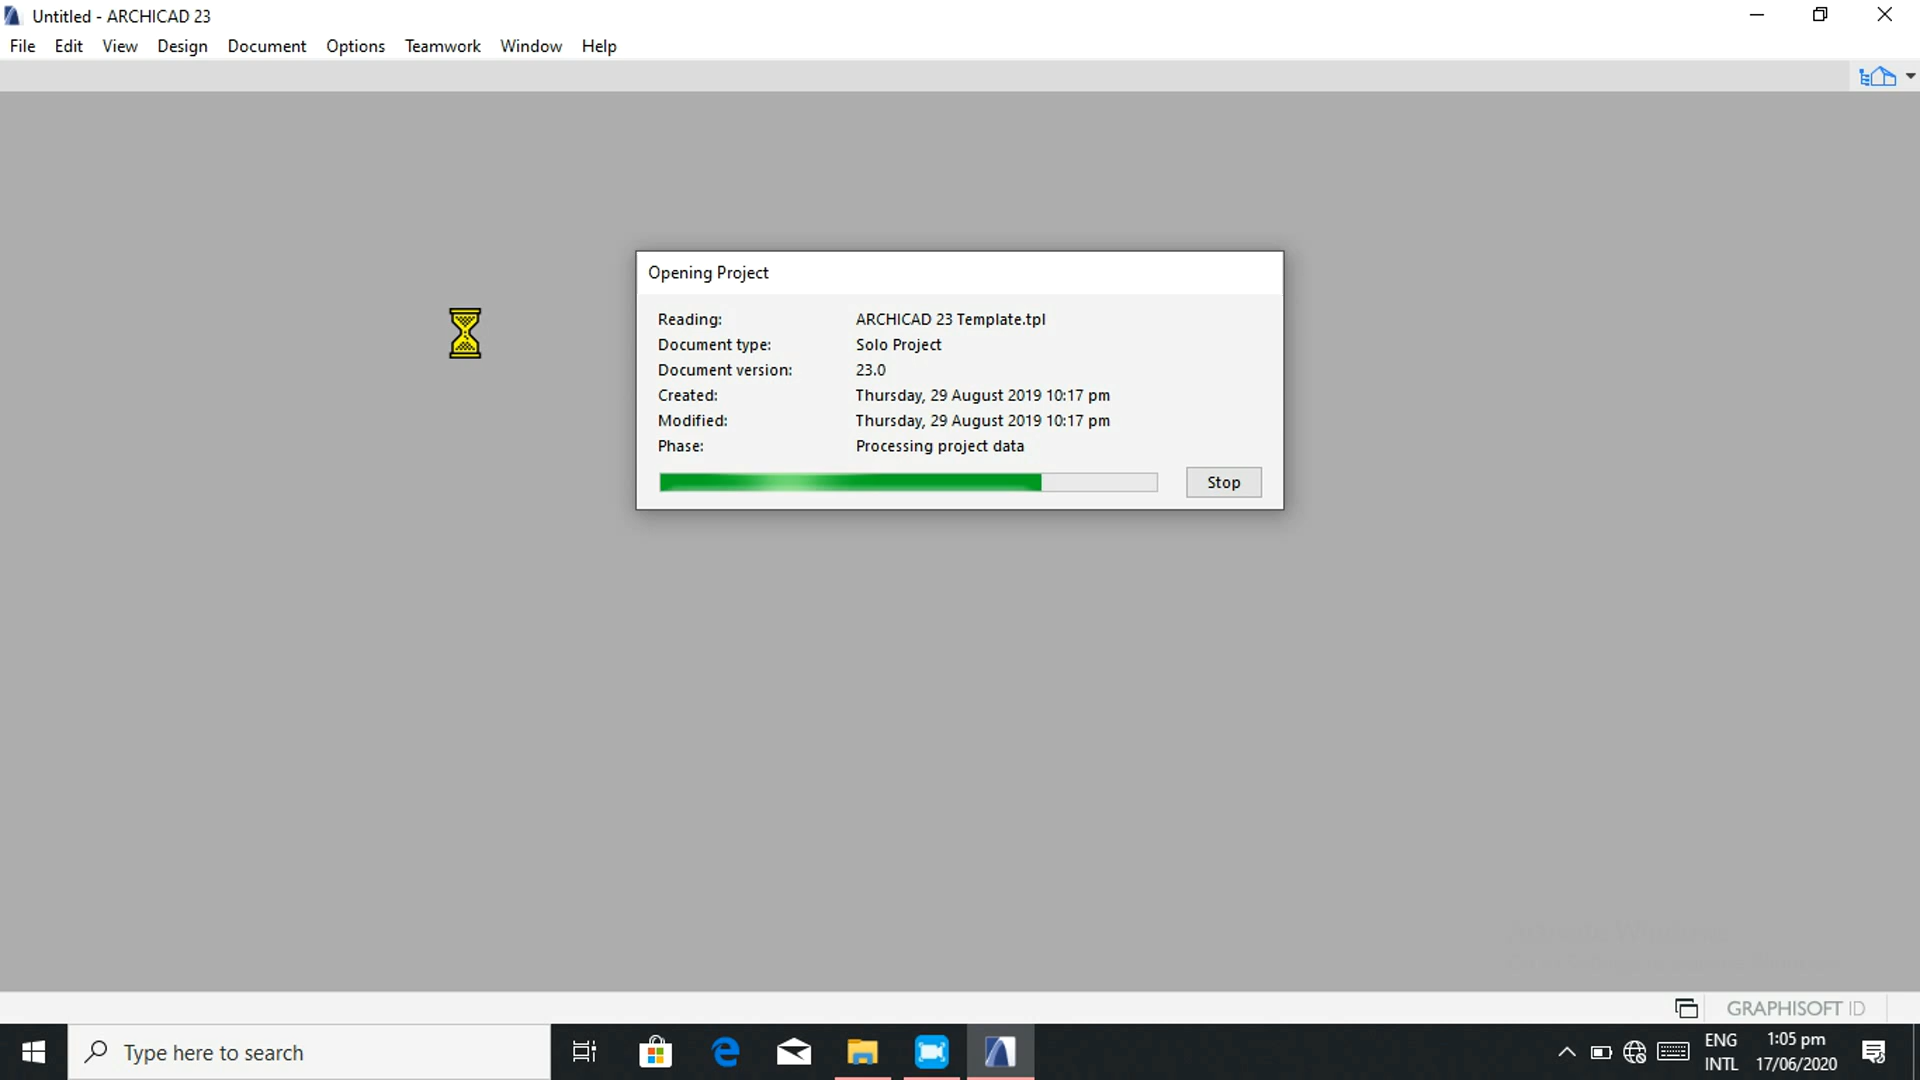 Untitled - ARCHICAD 23
File Edit View Design Document Options Teamwork Window Help
Opening Project
Reading: ARCHICAD 23 Template.tpl
Document type: Solo Project
Document version: 23.0
Created: Thursday, 29 August 2019 10:17 pm
Modified: Thursday, 29 August 2019 10:17 pm
Phase: Processing project data
Stop
GRAPHISOFT ID
Type here to search
ENG 1:05 pm
INTL 17/06/2020